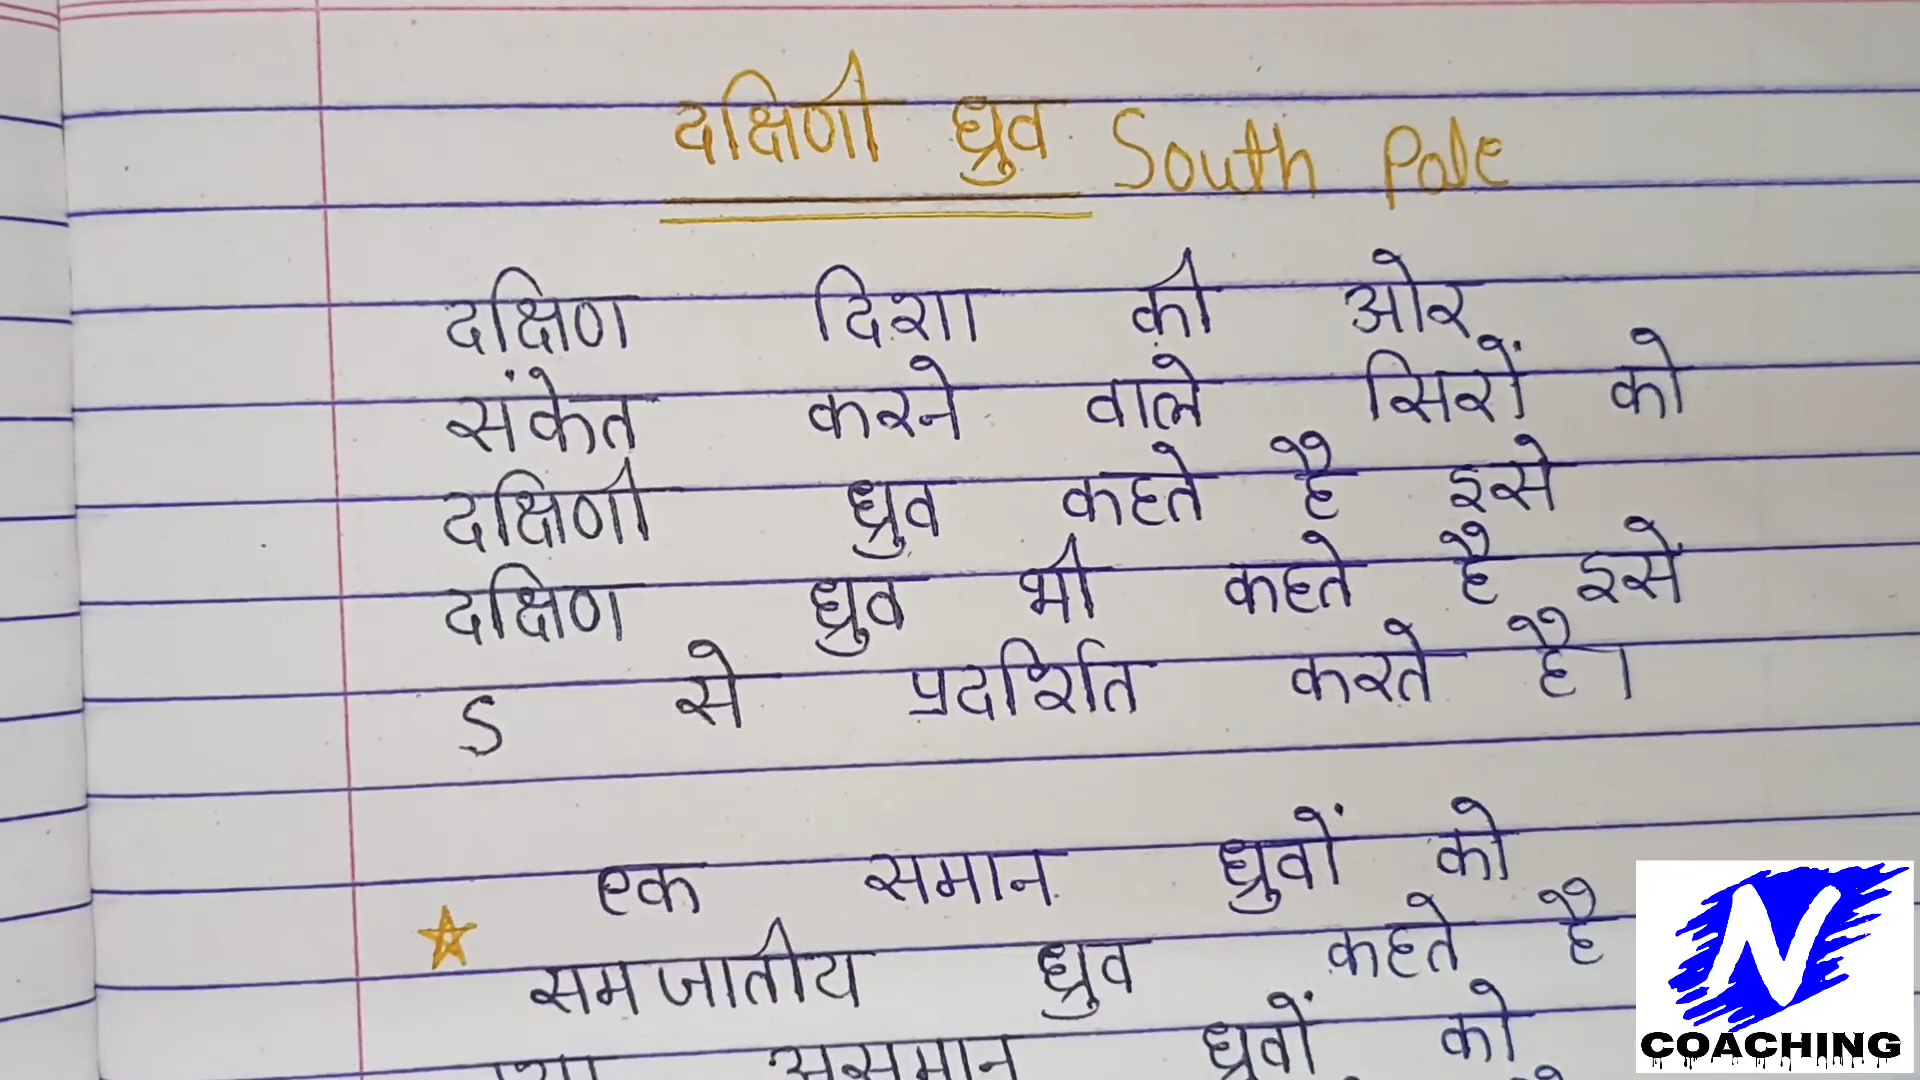 दक्षिणी ध्रुव South Pole
दक्षिण दिशा की ओर
संकेत करने वाले सिरों को
दक्षिणी ध्रुव कहते है इसे
दक्षिण ध्रुव भी कहते है इसे
S से प्रदर्शित करते है।
एक समान ध्रुवों को
समजातीय ध्रुव कहते है
असमान ध्रुवों को
N
COACHING